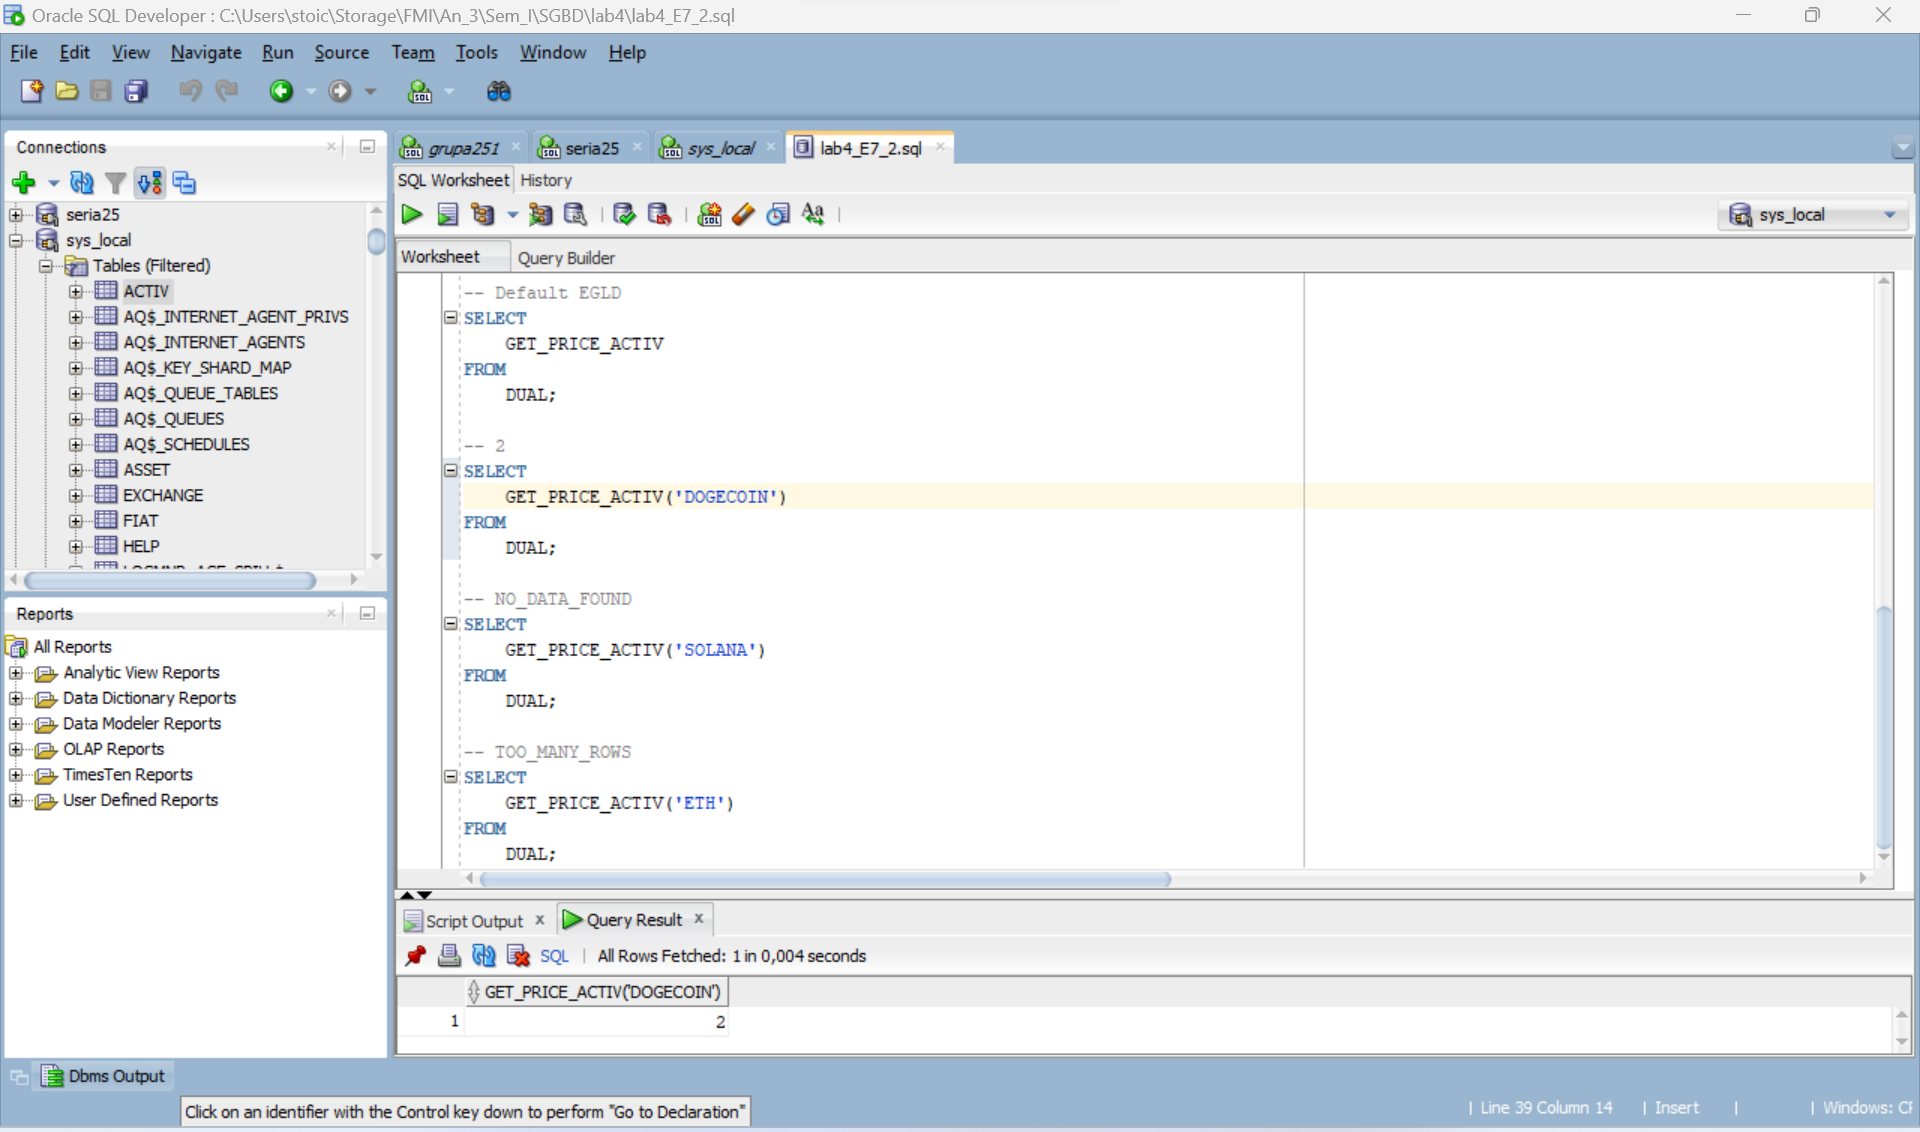 Oracle SQL Developer : C:\Users\stoic\Storage\FMI\An_3\Sem_I\SGBD\lab4\lab4_E7_2.sql
File Edit View Navigate Run Source Team Tools Window Help
Connections
seria25
sys_local
Tables (Filtered)
ACTIV
AQ$_INTERNET_AGENT_PRIVS
AQ$_INTERNET_AGENTS
AQ$_KEY_SHARD_MAP
AQ$_QUEUE_TABLES
AQ$_QUEUES
AQ$_SCHEDULES
ASSET
EXCHANGE
FIAT
HELP
Reports
All Reports
Analytic View Reports
Data Dictionary Reports
Data Modeler Reports
OLAP Reports
TimesTen Reports
User Defined Reports
grupa251 seria25 sys_local lab4_E7_2.sql
SQL Worksheet History
sys_local
Worksheet Query Builder
-- Default EGLD
SELECT
GET_PRICE_ACTIV
FROM
DUAL;
-- 2
SELECT
GET_PRICE_ACTIV('DOGECOIN')
FROM
DUAL;
-- NO_DATA_FOUND
SELECT
GET_PRICE_ACTIV('SOLANA')
FROM
DUAL;
-- TOO_MANY_ROWS
SELECT
GET_PRICE_ACTIV('ETH')
FROM
DUAL;
Script Output Query Result
SQL | All Rows Fetched: 1 in 0,004 seconds
GET_PRICE_ACTIV('DOGECOIN')
1 2
Dbms Output
Click on an identifier with the Control key down to perform "Go to Declaration"
| Line 39 Column 14 | Insert | | Windows: